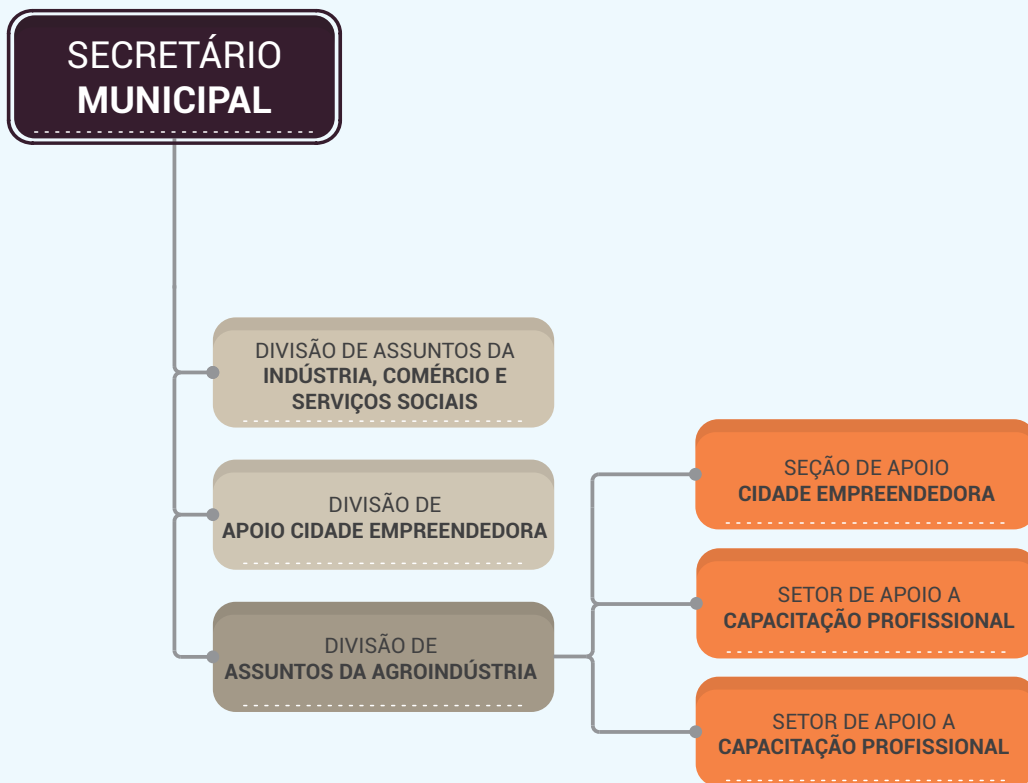 SECRETÁRIO
MUNICIPAL
DIVISÃO DE ASSUNTOS DA
INDÚSTRIA, COMÉRCIO E
SERVIÇOS SOCIAIS
DIVISÃO DE
APOIO CIDADE EMPREENDEDORA
DIVISÃO DE
ASSUNTOS DA AGROINDÚSTRIA
SEÇÃO DE APOIO
CIDADE EMPREENDEDORA
SETOR DE APOIO A
CAPACITAÇÃO PROFISSIONAL
SETOR DE APOIO A
CAPACITAÇÃO PROFISSIONAL